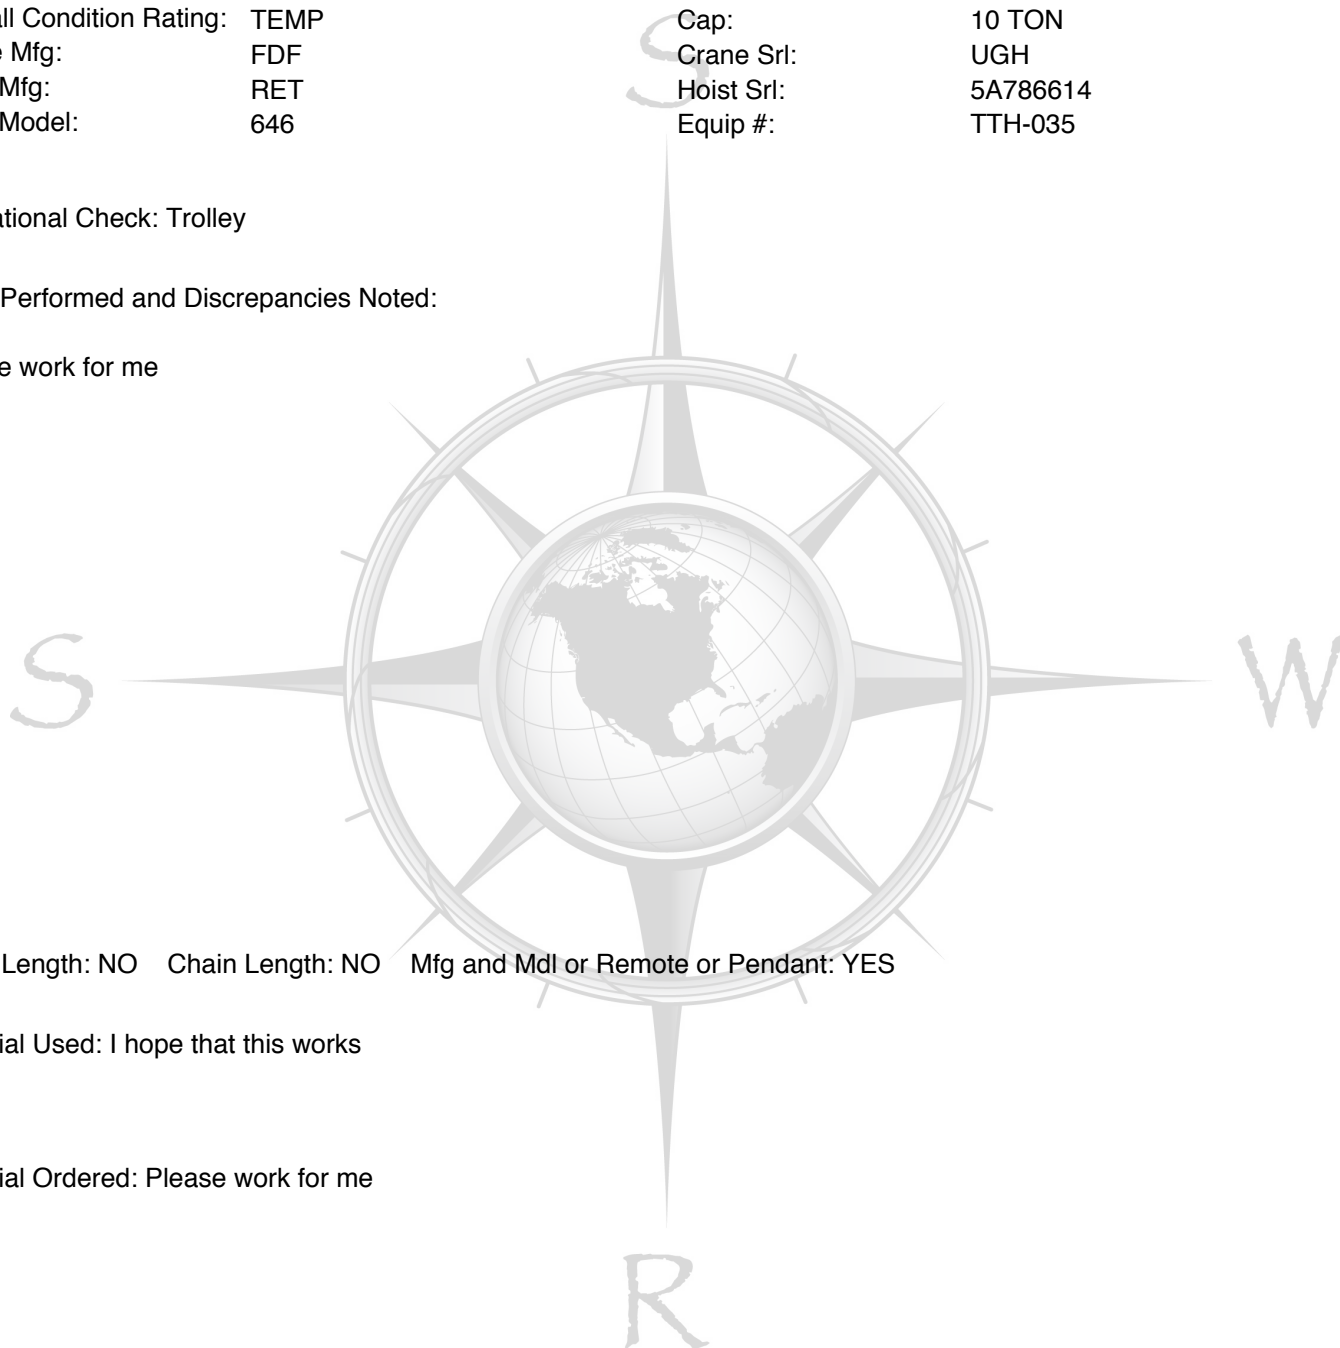 all Condition Rating: TEMP Cap: 10 TON
e Mfg: FDF Crane Srl: UGH
Mfg: RET Hoist Srl: 5A786614
Model: 646 Equip #: TTH-035
S
ational Check: Trolley
Performed and Discrepancies Noted:
e work for me
S W
Length: NO Chain Length: NO Mfg and Mdl or Remote or Pendant: YES
ial Used: I hope that this works
ial Ordered: Please work for me
R